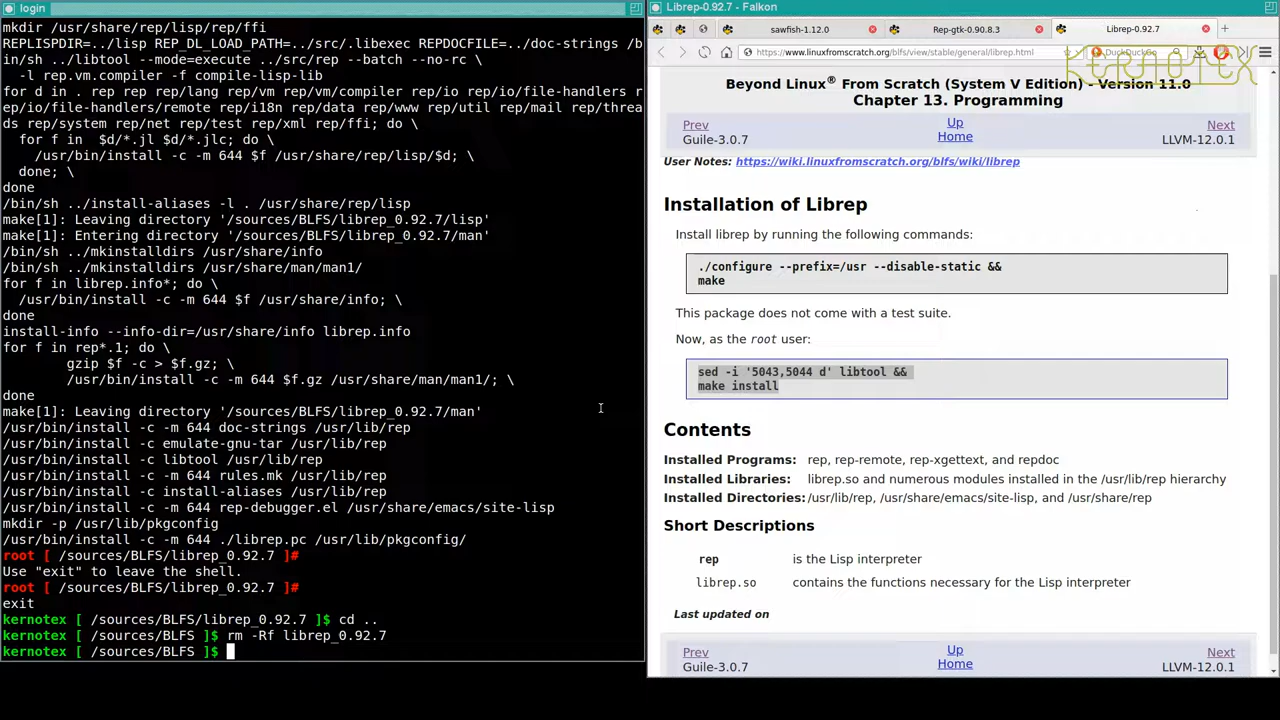 login
mkdir /usr/share/rep/lisp/rep/ffi
REPLISPDIR=../lisp REP_DL_LOAD_PATH=../src/.libexec REPDOCFILE=../doc-strings /b
in/sh ../libtool --mode=execute ../src/rep --batch --no-rc \
-l rep.vm.compiler -f compile-lisp-lib
for d in . rep rep/lang rep/vm rep/vm/compiler rep/io rep/io/file-handlers r
ep/io/file-handlers/remote rep/i18n rep/data rep/www rep/util rep/mail rep/threa
ds rep/system rep/net rep/test rep/xml rep/ffi; do \
for f in  $d/*.jl $d/*.jlc; do \
/usr/bin/install -c -m 644 $f /usr/share/rep/lisp/$d; \
done; \
done
/bin/sh ../install-aliases -l . /usr/share/rep/lisp
make[1]: Leaving directory '/sources/BLFS/librep_0.92.7/lisp'
make[1]: Entering directory '/sources/BLFS/librep_0.92.7/man'
/bin/sh ../mkinstalldirs /usr/share/info
/bin/sh ../mkinstalldirs /usr/share/man/man1/
for f in librep.info*; do \
/usr/bin/install -c -m 644 $f /usr/share/info; \
done
install-info --info-dir=/usr/share/info librep.info
for f in rep*.1; do \
gzip $f -c > $f.gz; \
/usr/bin/install -c -m 644 $f.gz /usr/share/man/man1/; \
done
make[1]: Leaving directory '/sources/BLFS/librep_0.92.7/man'
/usr/bin/install -c -m 644 doc-strings /usr/lib/rep
/usr/bin/install -c emulate-gnu-tar /usr/lib/rep
/usr/bin/install -c libtool /usr/lib/rep
/usr/bin/install -c -m 644 rules.mk /usr/lib/rep
/usr/bin/install -c install-aliases /usr/lib/rep
/usr/bin/install -c -m 644 rep-debugger.el /usr/share/emacs/site-lisp
mkdir -p /usr/lib/pkgconfig
/usr/bin/install -c -m 644 ./librep.pc /usr/lib/pkgconfig/
root [ /sources/BLFS/librep_0.92.7 ]#
Use "exit" to leave the shell.
root [ /sources/BLFS/librep_0.92.7 ]#
exit
kernotex [ /sources/BLFS/librep_0.92.7 ]$ cd ..
kernotex [ /sources/BLFS ]$ rm -Rf librep_0.92.7
kernotex [ /sources/BLFS ]$
Librep-0.92.7 - Falkon
sawfish-1.12.0
Rep-gtk-0.90.8.3
Librep-0.92.7
https://www.linuxfromscratch.org/blfs/view/stable/general/librep.html
DuckDuckGo
KERNOTEX
Beyond Linux® From Scratch (System V Edition) - Version 11.0
Chapter 13. Programming
Prev Up Next
Guile-3.0.7 Home LLVM-12.0.1
User Notes: https://wiki.linuxfromscratch.org/blfs/wiki/librep
Installation of Librep
Install librep by running the following commands:
./configure --prefix=/usr --disable-static &&
make
This package does not come with a test suite.
Now, as the root user:
sed -i '5043,5044 d' libtool &&
make install
Contents
Installed Programs: rep, rep-remote, rep-xgettext, and repdoc
Installed Libraries: librep.so and numerous modules installed in the /usr/lib/rep hierarchy
Installed Directories: /usr/lib/rep, /usr/share/emacs/site-lisp, and /usr/share/rep
Short Descriptions
rep is the Lisp interpreter
librep.so contains the functions necessary for the Lisp interpreter
Last updated on
Prev Up Next
Guile-3.0.7 Home LLVM-12.0.1